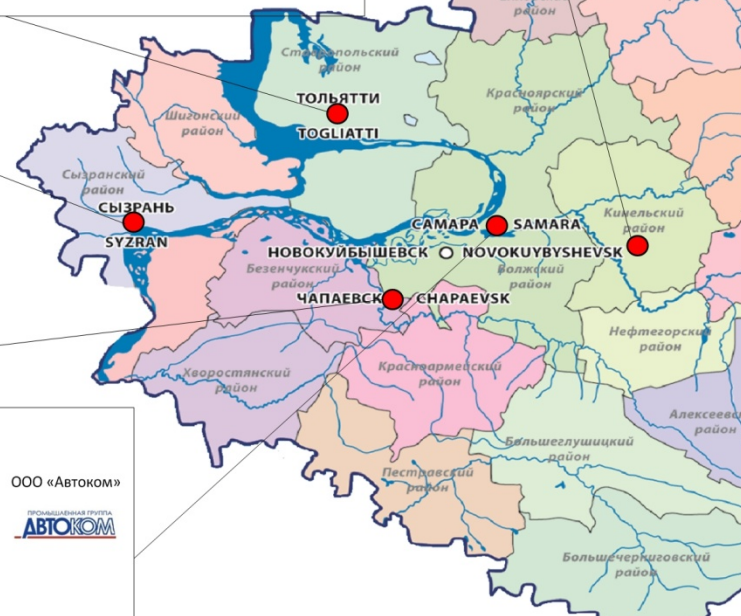 район
Ставропольский
район
ТОЛЬЯТТИ
TOGLIATTI
Красноярский
район
Шигонский
район
Сызранский
район
СЫЗРАНЬ
SYZRAN
Кинельский
район
САМАРА SAMARA
НОВОКУЙБЫШЕВСК NOVOKUYBYSHEVSK
Безенчукский
район
Волжский
район
ЧАПАЕВСК CHAPAEVSK
Нефтегорский
район
Хворостянский
район
Красноармейский
район
район
Большеглушицкий
район
Пестравский
район
ООО «Автоком»
ПРОМЫШЛЕННАЯ ГРУППА
АВТОКОМ
Большечерниговский
район